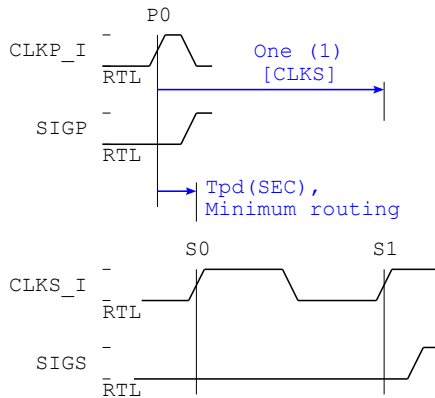 P0
CLKP_I
RTL
One (1)
[CLKS]
SIGP
RTL
Tpd(SEC),
Minimum routing
S0 S1
CLKS_I
RTL
SIGS
RTL